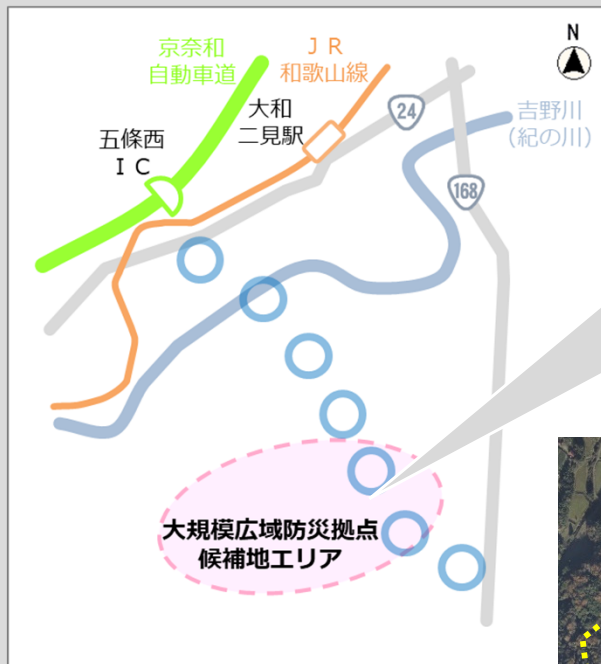 京奈和
自動車道
ＪＲ
和歌山線
N
大和
二見駅
24
吉野川
(紀の川)
五條西
ＩＣ
168
大規模広域防災拠点
候補地エリア